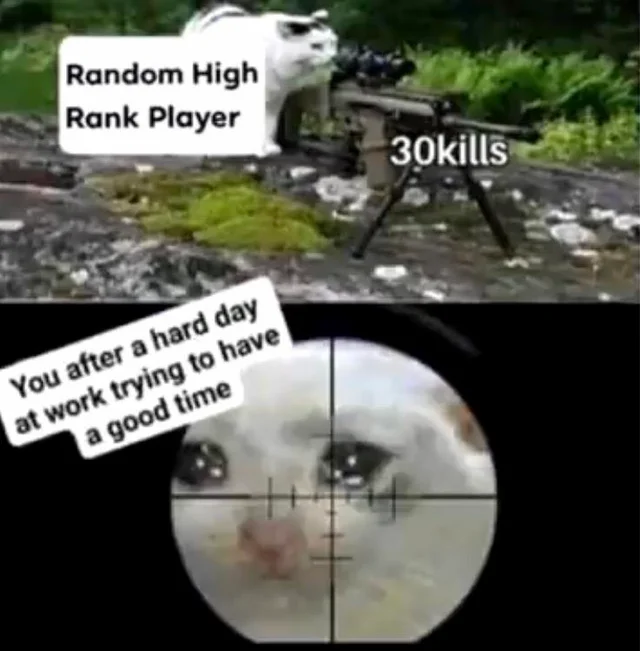 Random High
Rank Player
30kills
You after a hard day
at work trying to have
a good time